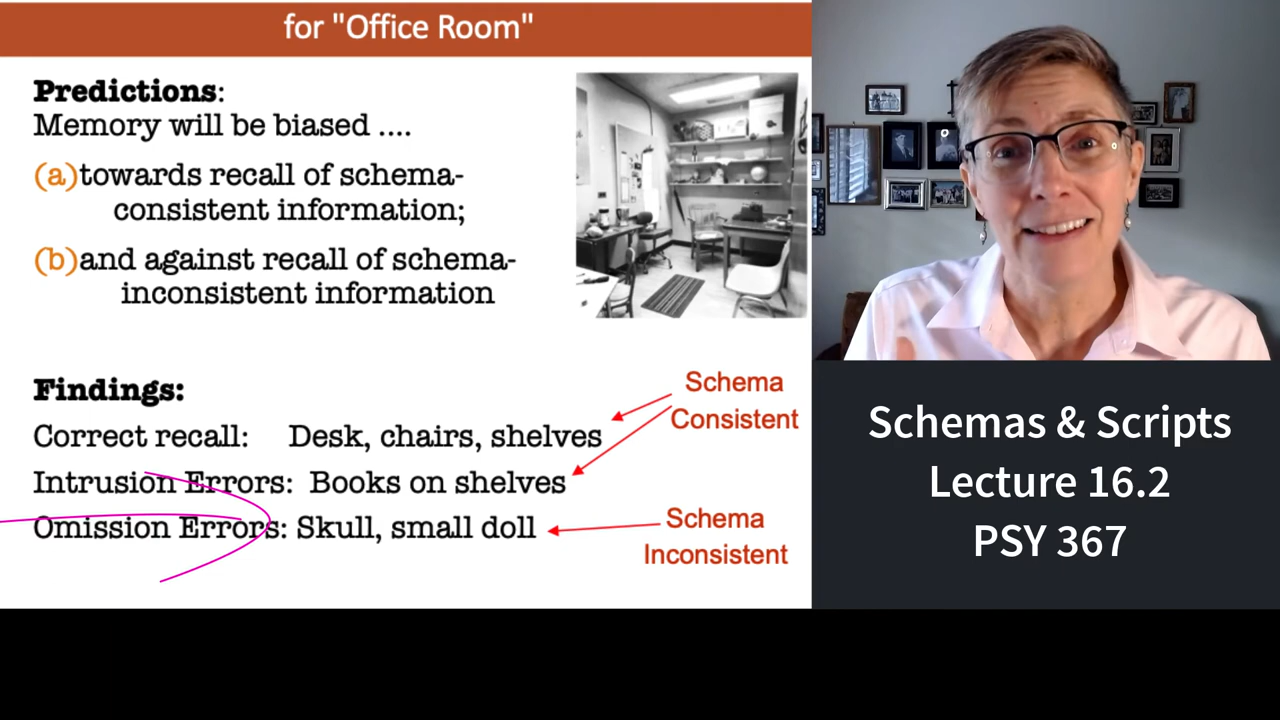 for "Office Room"
Predictions:
Memory will be biased ....
(a)towards recall of schema-
consistent information;
(b)and against recall of schema-
inconsistent information
Findings:
Correct recall: Desk, chairs, shelves
Intrusion Errors: Books on shelves
Omission Errors: Skull, small doll
Schema
Consistent
Schema
Inconsistent
Schemas & Scripts
Lecture 16.2
PSY 367